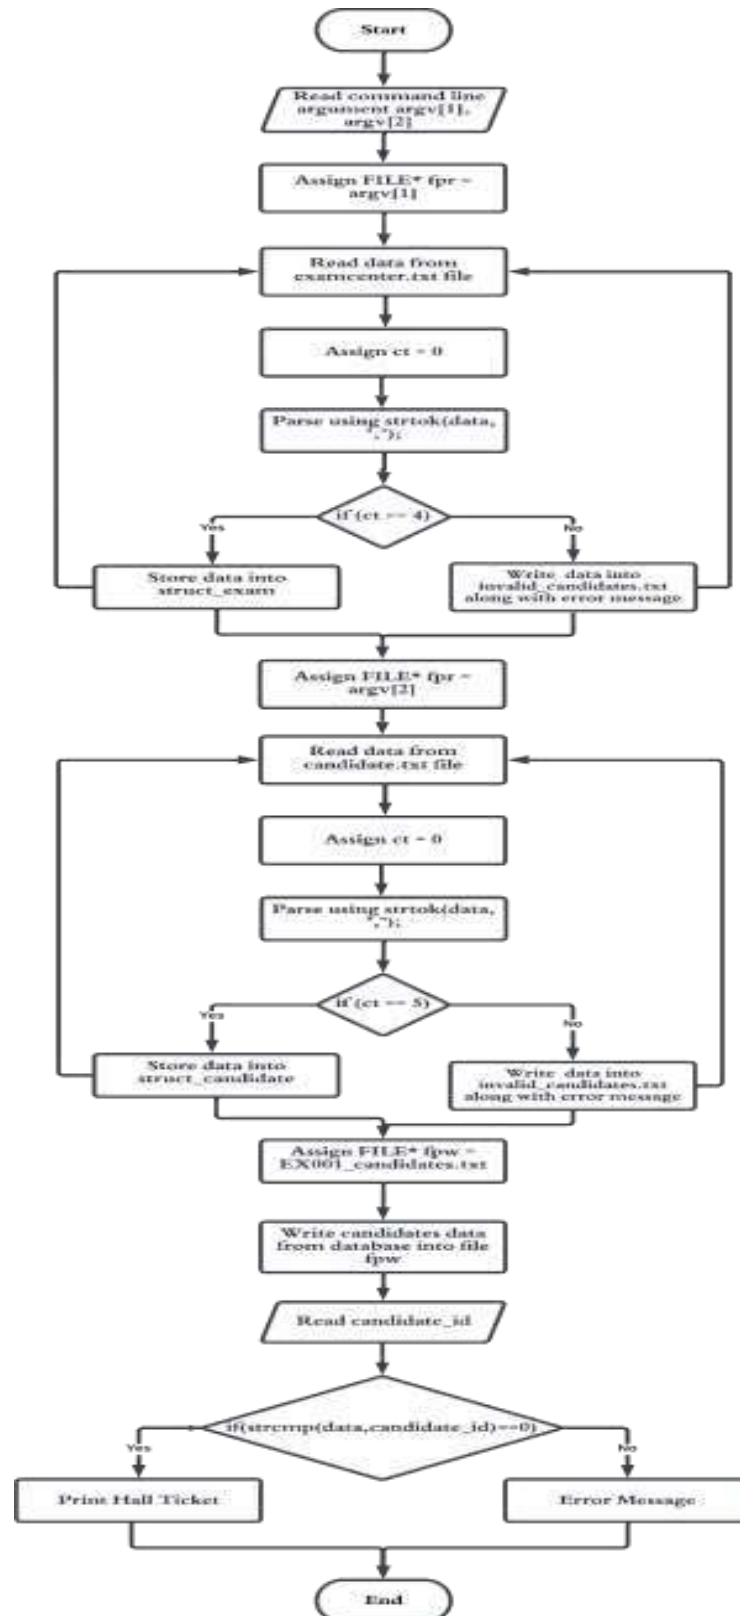 Start
Read command line
argument argv[1],
argv[2]
Assign FILE* fpr =
argv[1]
Read data from
examcenter.txt file
Assign ct = 0
Parse using strtok(data,
",");
if (ct == 4)
Yes
No
Store data into
struct_exam
Write data into
invalid_candidates.txt
along with error message
Assign FILE* fpr =
argv[2]
Read data from
candidate.txt file
Assign ct = 0
Parse using strtok(data,
",");
if (ct == 5)
Yes
No
Store data into
struct_candidate
Write data into
invalid_candidates.txt
along with error message
Assign FILE* fpw =
EX001_candidates.txt
Write candidates data
from database into file
fpw
Read candidate_id
if(strcmp(data,candidate_id)==0)
Yes
No
Print Hall Ticket
Error Message
End